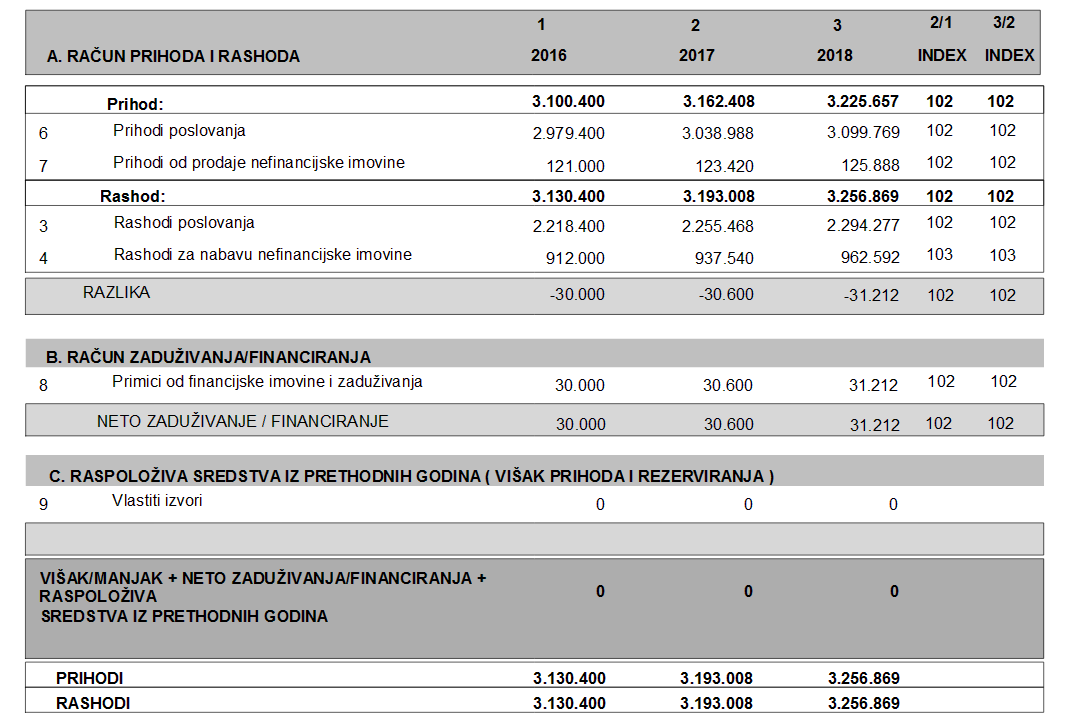 1 2 3 2/1 3/2
A. RAČUN PRIHODA I RASHODA 2016 2017 2018 INDEX INDEX
Prihod: 3.100.400 3.162.408 3.225.657 102 102
6 Prihodi poslovanja 2.979.400 3.038.988 3.099.769 102 102
7 Prihodi od prodaje nefinancijske imovine 121.000 123.420 125.888 102 102
Rashod: 3.130.400 3.193.008 3.256.869 102 102
3 Rashodi poslovanja 2.218.400 2.255.468 2.294.277 102 102
4 Rashodi za nabavu nefinancijske imovine 912.000 937.540 962.592 103 103
RAZLIKA -30.000 -30.600 -31.212 102 102
B. RAČUN ZADUŽIVANJA/FINANCIRANJA
8 Primici od financijske imovine i zaduživanja 30.000 30.600 31.212 102 102
NETO ZADUŽIVANJE / FINANCIRANJE 30.000 30.600 31.212 102 102
C. RASPOLOŽIVA SREDSTVA IZ PRETHODNIH GODINA ( VIŠAK PRIHODA I REZERVIRANJA )
9 Vlastiti izvori 0 0 0
VIŠAK/MANJAK + NETO ZADUŽIVANJA/FINANCIRANJA +
RASPOLOŽIVA 0 0 0
SREDSTVA IZ PRETHODNIH GODINA
PRIHODI 3.130.400 3.193.008 3.256.869
RASHODI 3.130.400 3.193.008 3.256.869